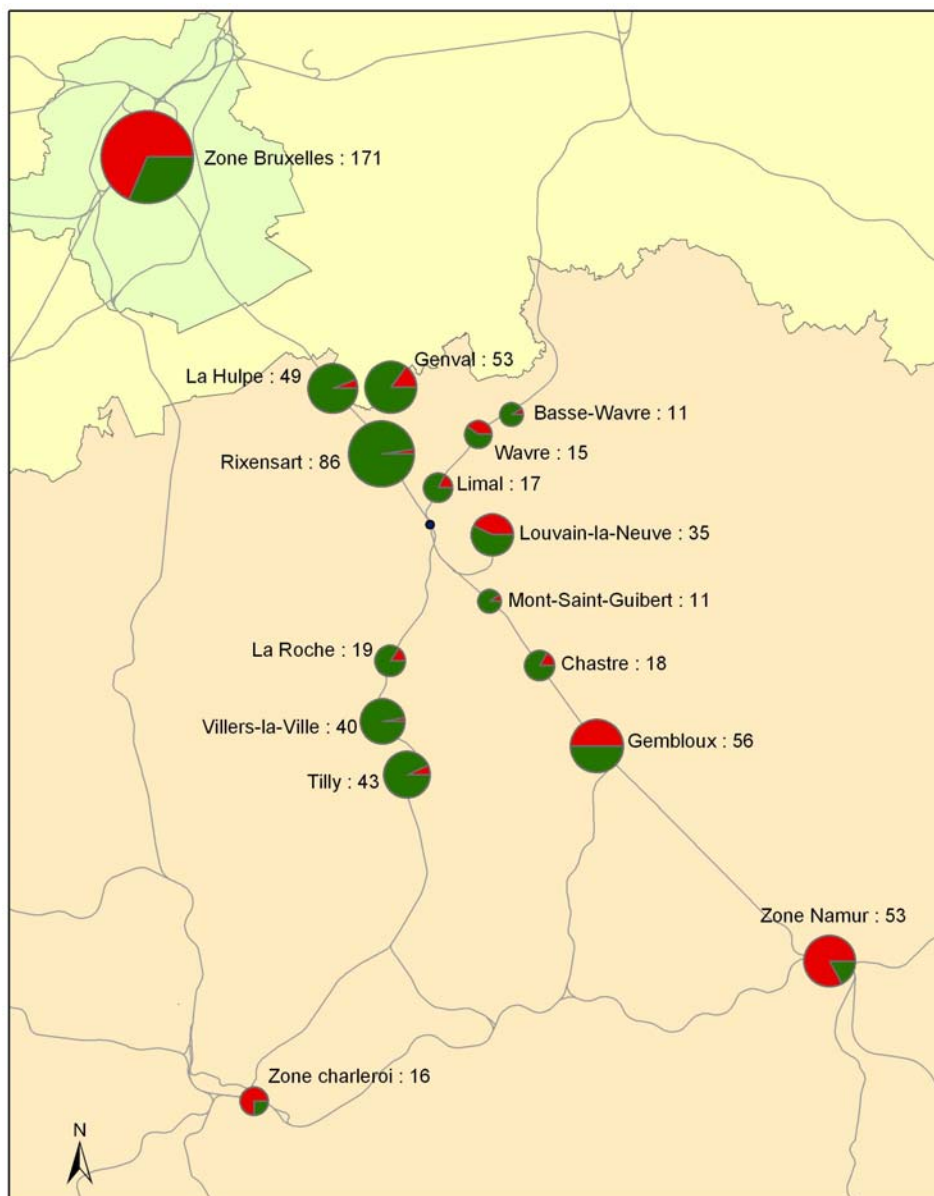 Zone Bruxelles : 171
Genval : 53
La Hulpe : 49
Basse-Wavre : 11
Wavre : 15
Rixensart : 86
Limal : 17
Louvain-la-Neuve : 35
Mont-Saint-Guibert : 11
La Roche : 19
Chastre : 18
Villers-la-Ville : 40
Gembloux : 56
Tilly : 43
Zone Namur : 53
Zone charleroi : 16
N